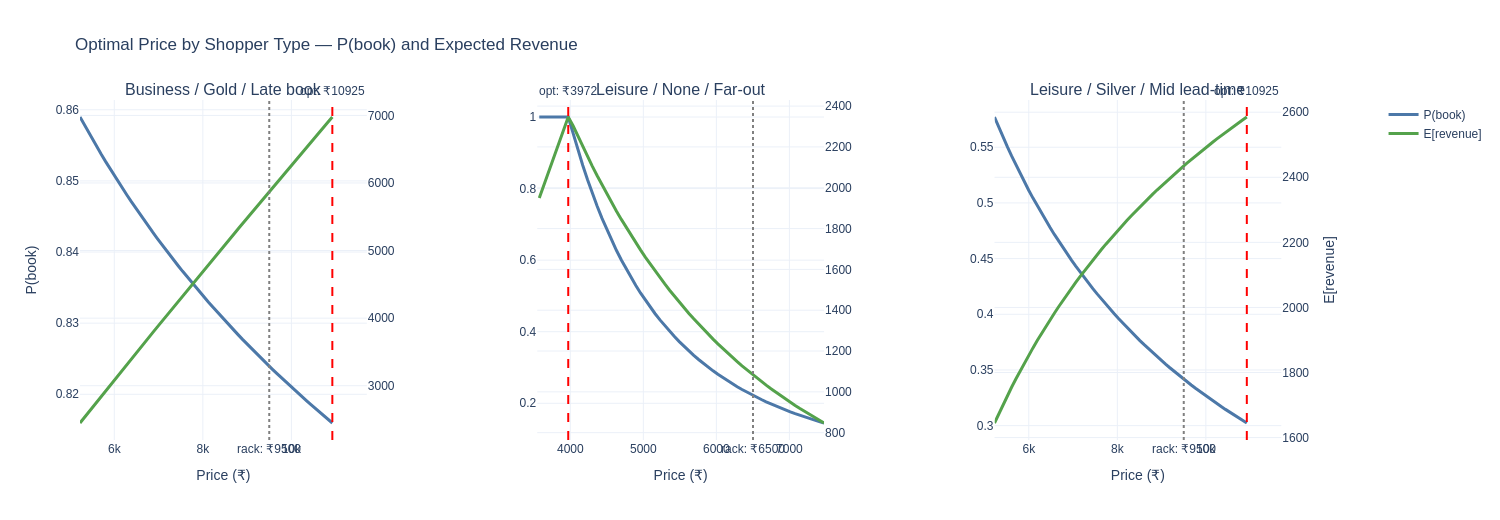 Optimal Price by Shopper Type — P(book) and Expected Revenue
Business / Gold / Late book
opt: ₹10925
Leisure / None / Far-out
opt: ₹3972
Leisure / Silver / Mid lead-time
opt: ₹10925
P(book)
E[revenue]
P(book)
0.86
0.85
0.84
0.83
0.82
7000
6000
5000
4000
3000
6k
8k
10k
rack: ₹9500
Price (₹)
1
0.8
0.6
0.4
0.2
2400
2200
2000
1800
1600
1400
1200
1000
800
4000
5000
6000
7000
rack: ₹6500
Price (₹)
0.55
0.5
0.45
0.4
0.35
0.3
2600
2400
2200
2000
1800
1600
E[revenue]
6k
8k
10k
rack: ₹9500
Price (₹)